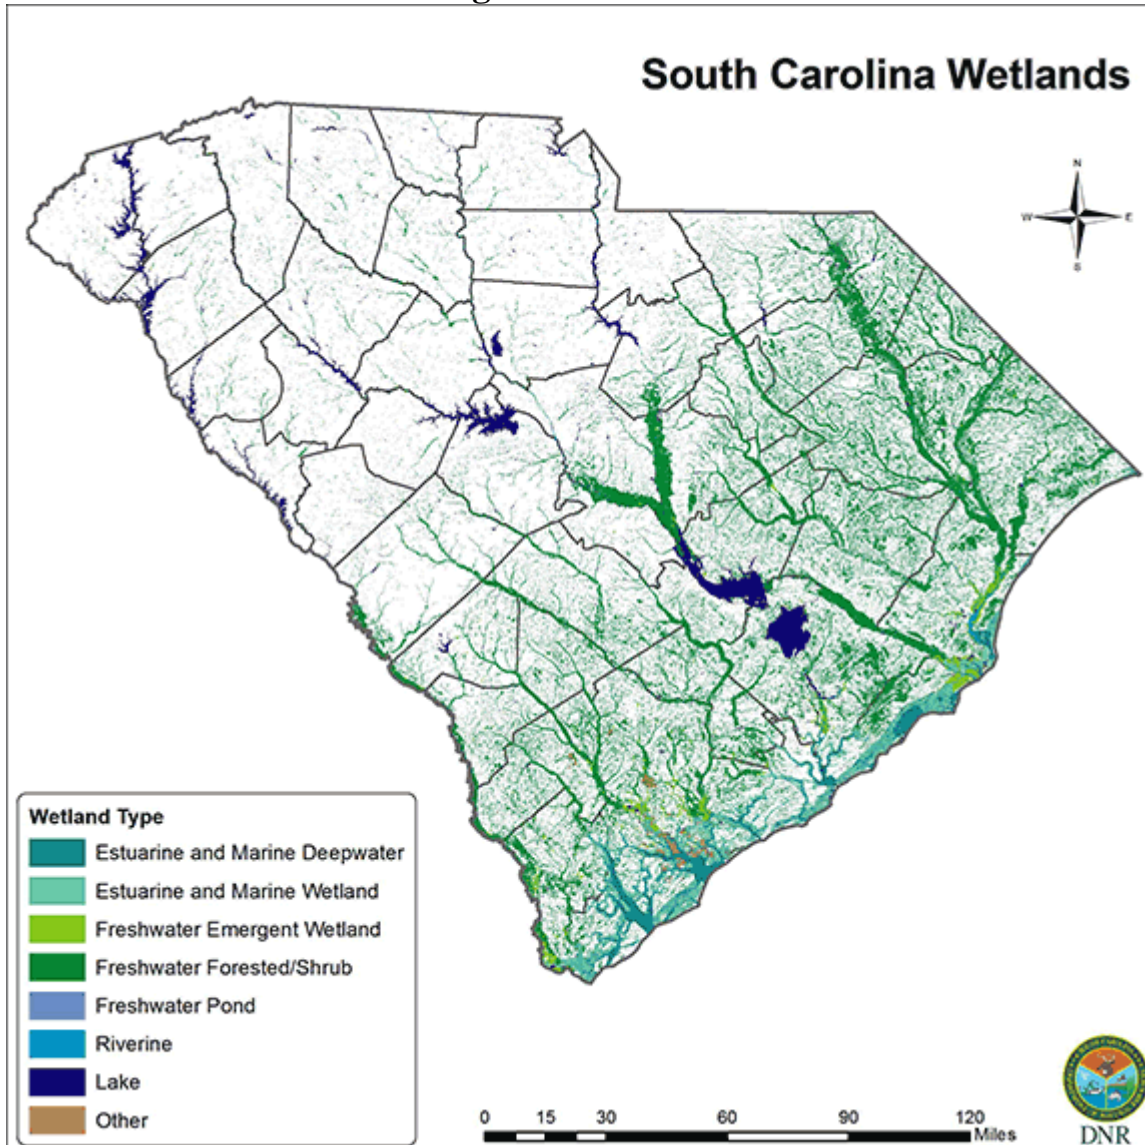 South Carolina Wetlands
N
W E
S
Wetland Type
Estuarine and Marine Deepwater
Estuarine and Marine Wetland
Freshwater Emergent Wetland
Freshwater Forested/Shrub
Freshwater Pond
Riverine
Lake
Other
0 15 30 60 90 120
Miles
DNR